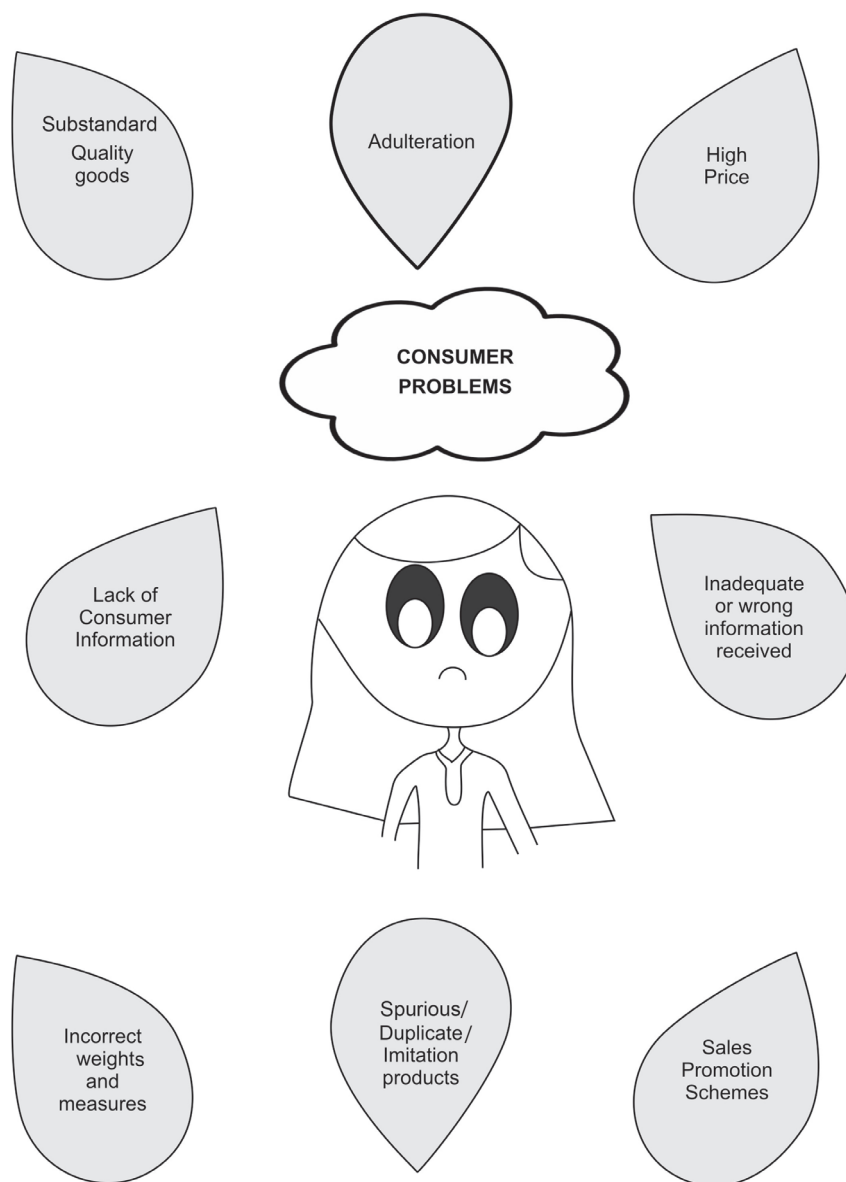 Substandard
Quality
goods
Adulteration
High
Price
CONSUMER
PROBLEMS
Lack of
Consumer
Information
Inadequate
or wrong
information
received
Incorrect
weights
and
measures
Spurious/
Duplicate/
Imitation
products
Sales
Promotion
Schemes